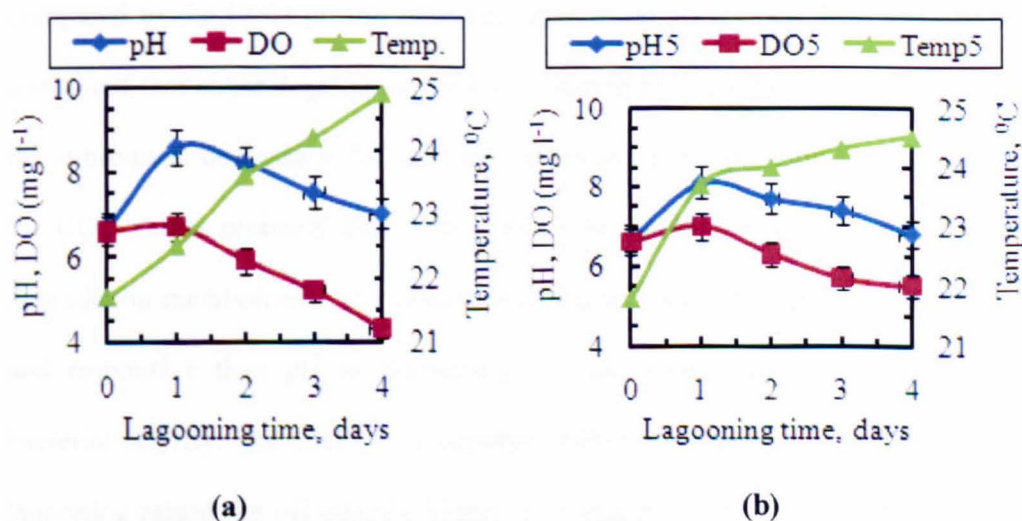 pH DO Temp.
pH, DO (mg l⁻¹)
10
8
6
4
25
24
23
22
21
Temperature, ⁰C
0 1 2 3 4
Lagooning time, days
(a)
pH5 DO5 Temp5
pH, DO (mg l⁻¹)
10
8
6
4
25
24
23
22
21
Temperature, ⁰C
0 1 2 3 4
Lagooning time, days
(b)